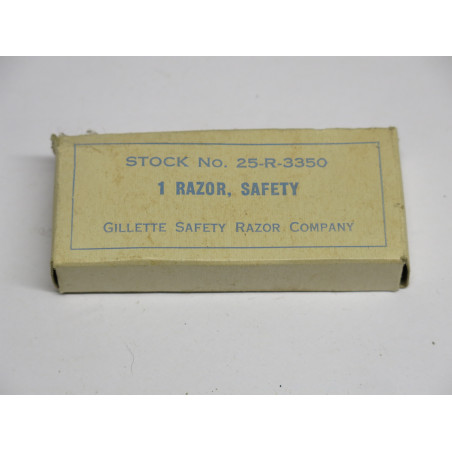 STOCK No. 25-R-3350
1 RAZOR, SAFETY
GILLETTE SAFETY RAZOR COMPANY